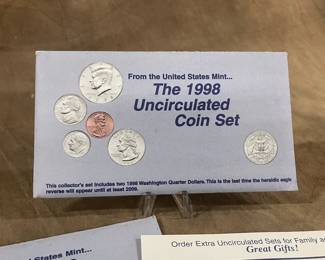 From the United States Mint...
The 1998
Uncirculated
Coin Set
This collector's set includes two 1998 Washington Quarter Dollars. This is the last time the heraldic eagle
reverse will appear until at least 2009.
Order Extra Uncirculated Sets for Family a
Great Gifts!
d States Mint...